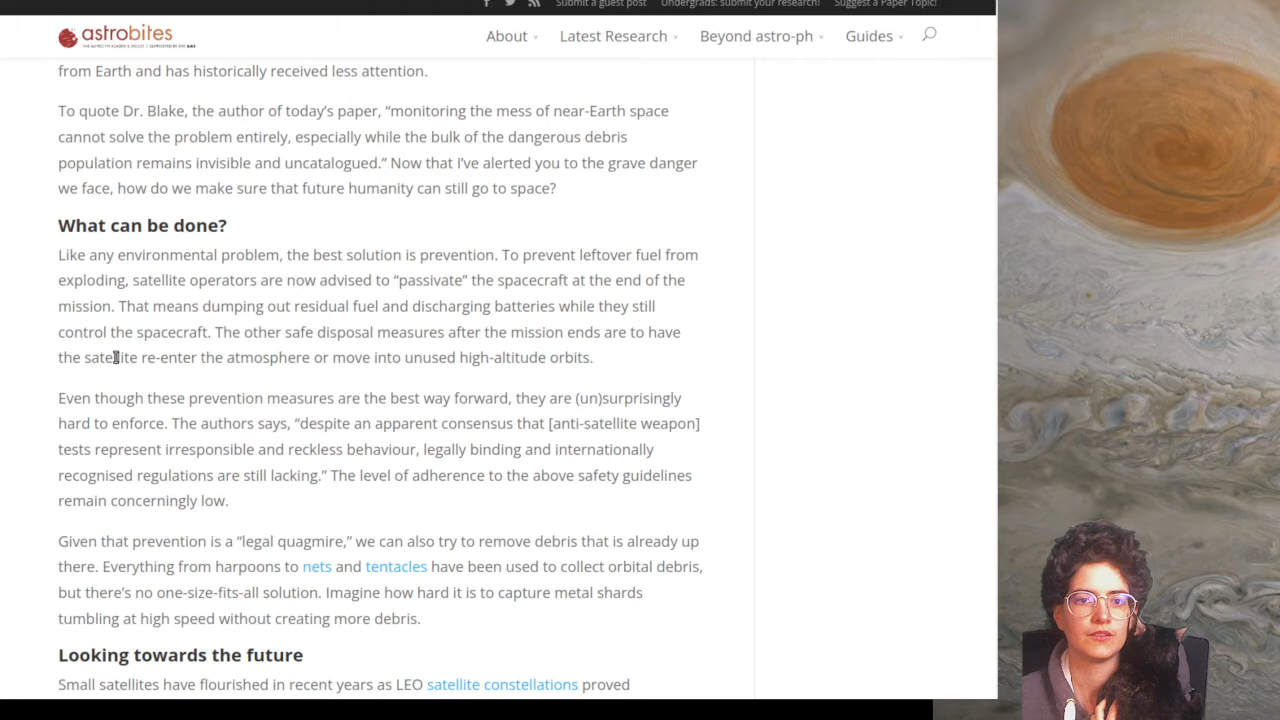 Submit a guest post
Undergrads: submit your research!
Suggest a Paper Topic!
astrobites
About
Latest Research
Beyond astro-ph
Guides
from Earth and has historically received less attention.
To quote Dr. Blake, the author of today’s paper, “monitoring the mess of near-Earth space
cannot solve the problem entirely, especially while the bulk of the dangerous debris
population remains invisible and uncatalogued.” Now that I’ve alerted you to the grave danger
we face, how do we make sure that future humanity can still go to space?
What can be done?
Like any environmental problem, the best solution is prevention. To prevent leftover fuel from
exploding, satellite operators are now advised to “passivate” the spacecraft at the end of the
mission. That means dumping out residual fuel and discharging batteries while they still
control the spacecraft. The other safe disposal measures after the mission ends are to have
the satellite re-enter the atmosphere or move into unused high-altitude orbits.
Even though these prevention measures are the best way forward, they are (un)surprisingly
hard to enforce. The authors says, “despite an apparent consensus that [anti-satellite weapon]
tests represent irresponsible and reckless behaviour, legally binding and internationally
recognised regulations are still lacking.” The level of adherence to the above safety guidelines
remain concerningly low.
Given that prevention is a “legal quagmire,” we can also try to remove debris that is already up
there. Everything from harpoons to nets and tentacles have been used to collect orbital debris,
but there’s no one-size-fits-all solution. Imagine how hard it is to capture metal shards
tumbling at high speed without creating more debris.
Looking towards the future
Small satellites have flourished in recent years as LEO satellite constellations proved